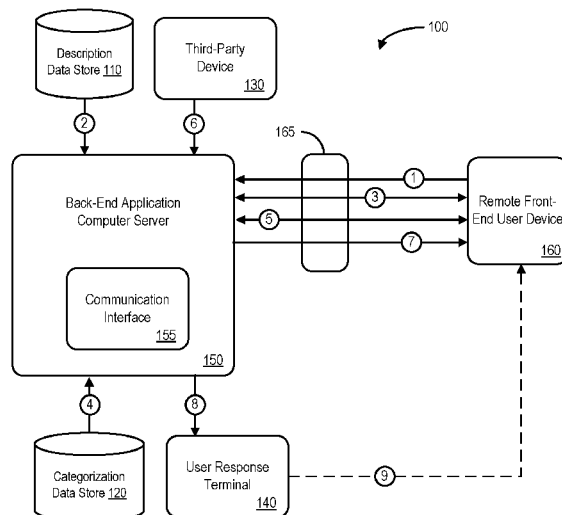 100
Description
Data Store 110
Third-Party
Device
130
2
6
165
1
3
5
7
Back-End Application
Computer Server
Remote Front-
End User Device
160
Communication
Interface
155
150
4
8
Categorization
Data Store 120
User Response
Terminal
140
9